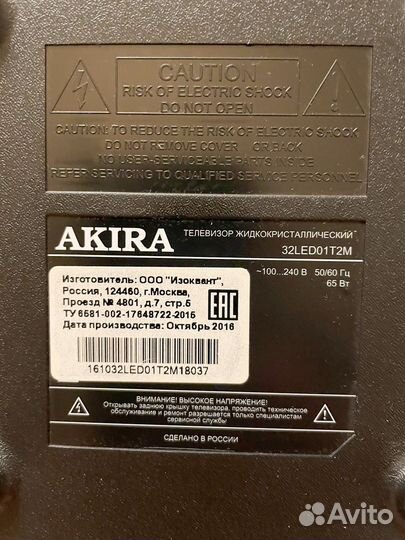 CAUTION
RISK OF ELECTRIC SHOCK
DO NOT OPEN
CAUTION: TO REDUCE THE RISK OF ELECTRIC SHOCK
DO NOT REMOVE COVER OR BACK
NO USER-SERVICEABLE PARTS INSIDE
REFER SERVICING TO QUALIFIED SERVICE PERSONNEL
AKIRA
ТЕЛЕВИЗОР ЖИДКОКРИСТАЛЛИЧЕСКИЙ
32LED01T2M
~100...240 В 50/60 Гц
65 Вт
Изготовитель: ООО "Изоквант",
Россия, 124460, г.Москва,
Проезд № 4801, д.7, стр.5
ТУ 6581-002-17648722-2015
Дата производства: Октябрь 2016
EAC
161032LED01T2M18037
ВНИМАНИЕ! ВЫСОКОЕ НАПРЯЖЕНИЕ!
Открывать заднюю крышку телевизора, проводить техническое
обслуживание и ремонт разрешается только специалистам
сервисной службы!
СДЕЛАНО В РОССИИ
Avito